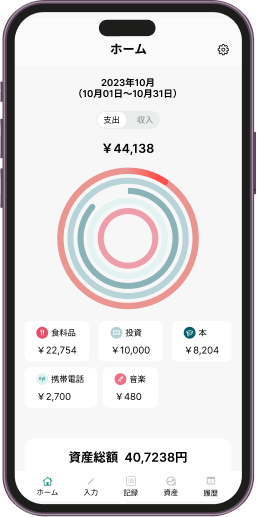 ホーム
2023年10月
（10月01日〜10月31日）
支出 収入
￥44,138
食料品 投資 本
￥22,754 ￥10,000 ￥8,204
携帯電話 音楽
￥2,700 ￥480
資産総額 40,7238円
ホーム 入力 記録 資産 履歴